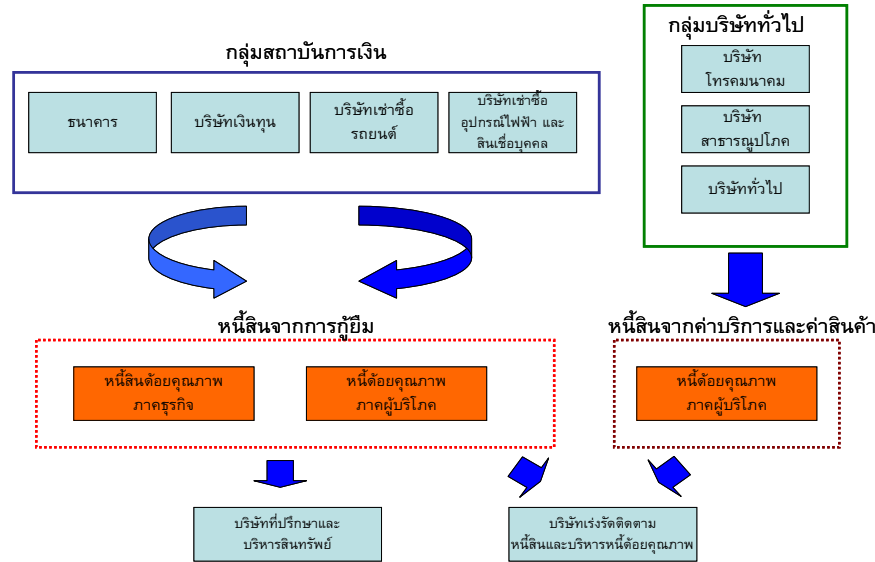 กลุ่มสถาบันการเงิน
ธนาคาร
บริษัทเงินทุน
บริษัทเช่าซื้อ
รถยนต์
บริษัทเช่าซื้อ
อุปกรณ์ไฟฟ้า และ
สินเชื่อบุคคล
กลุ่มบริษัททั่วไป
บริษัท
โทรคมนาคม
บริษัท
สาธารณูปโภค
บริษัททั่วไป
หนี้สินจากการกู้ยืม
หนี้สินด้อยคุณภาพ
ภาคธุรกิจ
หนี้ด้อยคุณภาพ
ภาคผู้บริโภค
หนี้สินจากค่าบริการและค่าสินค้า
หนี้ด้อยคุณภาพ
ภาคผู้บริโภค
บริษัทที่ปรึกษาและ
บริหารสินทรัพย์
บริษัทเร่งรัดติดตาม
หนี้สินและบริหารหนี้ด้อยคุณภาพ